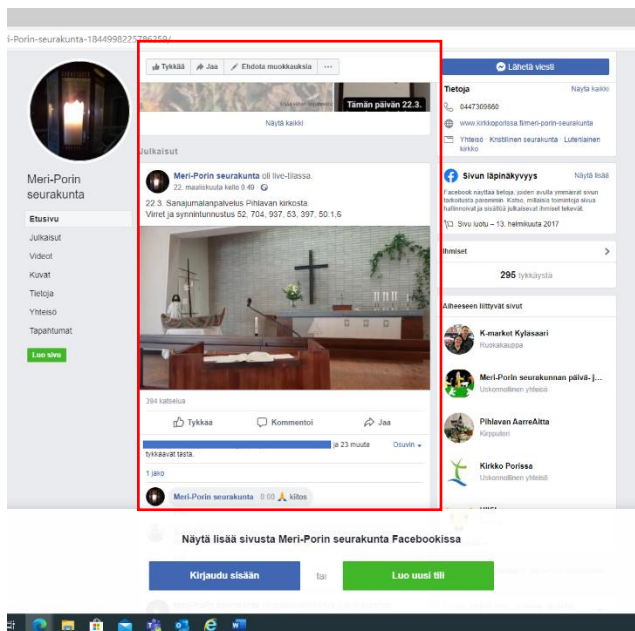 i-Porin-seurakunta-1844998225786259/
Tykkää Jaa Ehdota muokkauksia ...
Lähetä viesti
Tämän päivän 22.3.
Näytä kaikki
Julkaisut
Meri-Porin seurakunta oli live-tilassa.
22. maaliskuuta kello 9.49
22.3. Sanajumalanpalvelus Pihlavan kirkosta.
Virret ja synnintunnustus 52, 704, 937, 53, 397, 50:1,6
394 katselua
Tykkää Kommentoi Jaa
ja 23 muuta Osuvin
tykkäävät tästä.
1 jako
Meri-Porin seurakunta 0:00 🙏 kiitos
Meri-Porin
seurakunta
Etusivu
Julkaisut
Videot
Kuvat
Tietoja
Yhteisö
Tapahtumat
Luo sivu
Tietoja Näytä kaikki
0447309660
www.kirkkoporissa.fi/meri-porin-seurakunta
Yhteisö · Kristillinen seurakunta · Luterilainen
kirkko
Sivun läpinäkyvyys Näytä lisää
Facebook näyttää tietoja, joiden avulla ymmärrät sivun
tarkoitusta paremmin. Katso, millaisia toimintoja sivua
hallinnoivat ja sisältöä julkaisevat ihmiset tekevät.
Sivu luotu – 13. helmikuuta 2017
Ihmiset
295 tykkäystä
Aiheeseen liittyvät sivut
K-market Kyläsaari
Ruokakauppa
Meri-Porin seurakunnan päivä- j...
Uskonnollinen yhteisö
Pihlavan AarreAitta
Kirpputori
Kirkko Porissa
Uskonnollinen yhteisö
Näytä lisää sivusta Meri-Porin seurakunta Facebookissa
Kirjaudu sisään tai Luo uusi tili